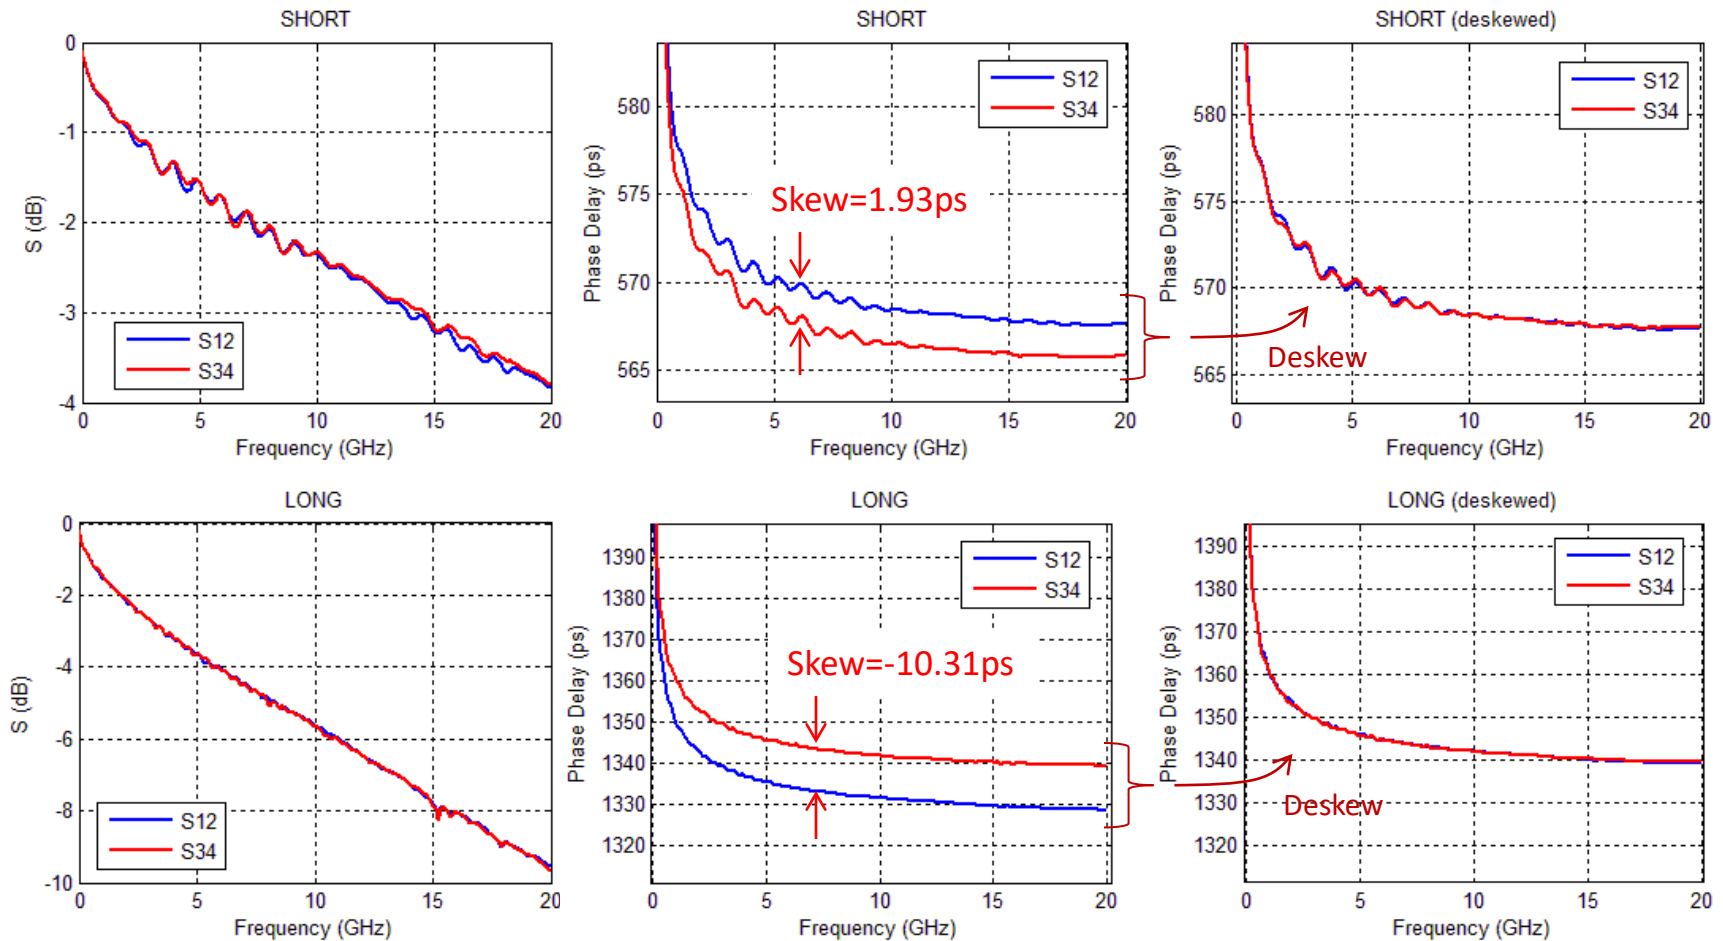 SHORT
0
-1
-2
-3
-4
S (dB)
S12
S34
0 5 10 15 20
Frequency (GHz)
SHORT
580
575
570
565
Phase Delay (ps)
S12
S34
Skew=1.93ps
0 5 10 15 20
Frequency (GHz)
Deskew
SHORT (deskewed)
580
575
570
565
Phase Delay (ps)
S12
S34
0 5 10 15 20
Frequency (GHz)
LONG
0
-2
-4
-6
-8
-10
S (dB)
S12
S34
0 5 10 15 20
Frequency (GHz)
LONG
1390
1380
1370
1360
1350
1340
1330
1320
Phase Delay (ps)
S12
S34
Skew=-10.31ps
0 5 10 15 20
Frequency (GHz)
Deskew
LONG (deskewed)
1390
1380
1370
1360
1350
1340
1330
1320
Phase Delay (ps)
S12
S34
0 5 10 15 20
Frequency (GHz)